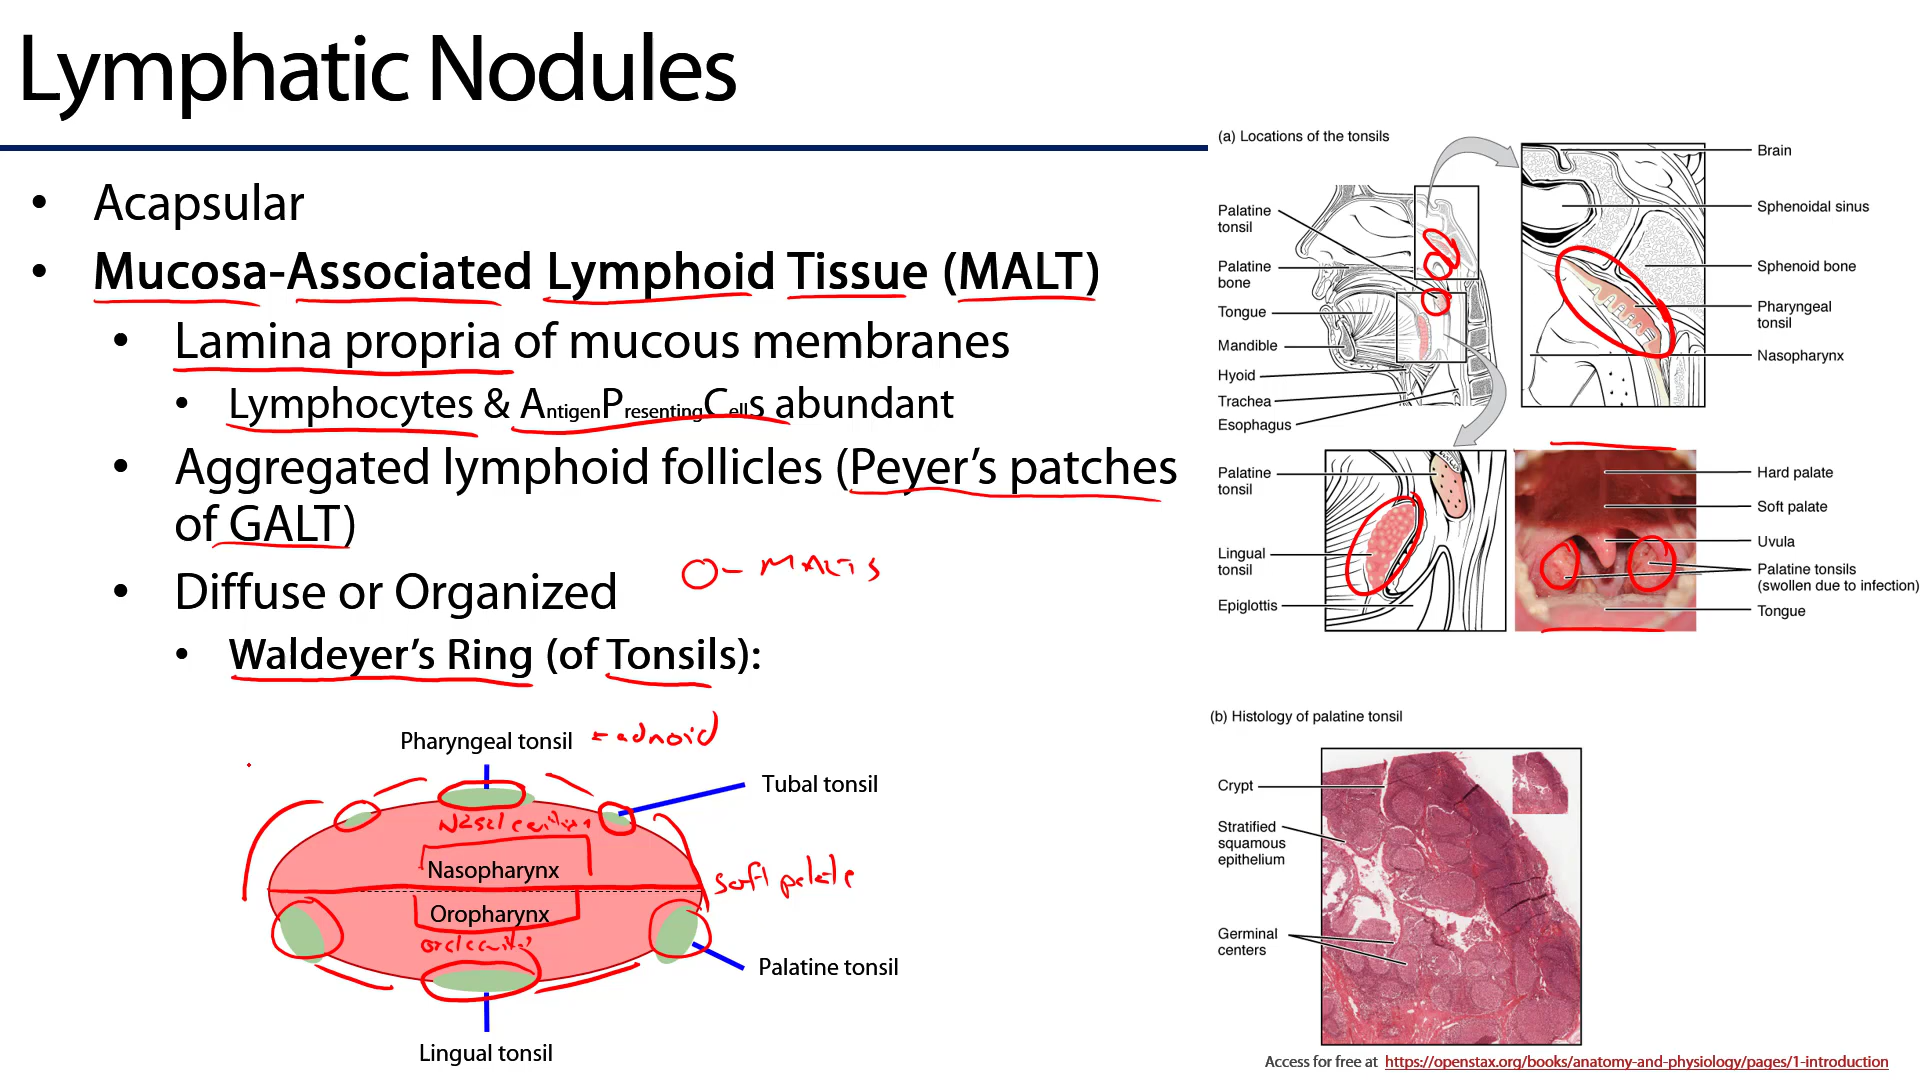 Lymphatic Nodules
• Acapsular
• Mucosa-Associated Lymphoid Tissue (MALT)
• Lamina propria of mucous membranes
• Lymphocytes & AntigenPresentingCells abundant
• Aggregated lymphoid follicles (Peyer's patches
of GALT)
• Diffuse or Organized
O - MALTs
• Waldeyer's Ring (of Tonsils):
Pharyngeal tonsil = adnoid
Tubal tonsil
Nasopharynx
soft palate
Oropharynx
Palatine tonsil
Lingual tonsil
(a) Locations of the tonsils
Palatine
tonsil
Palatine
bone
Tongue
Mandible
Hyoid
Trachea
Esophagus
Brain
Sphenoidal sinus
Sphenoid bone
Pharyngeal
tonsil
Nasopharynx
Palatine
tonsil
Lingual
tonsil
Epiglottis
Hard palate
Soft palate
Uvula
Palatine tonsils
(swollen due to infection)
Tongue
(b) Histology of palatine tonsil
Crypt
Stratified
squamous
epithelium
Germinal
centers
Access for free at https://openstax.org/books/anatomy-and-physiology/pages/1-introduction